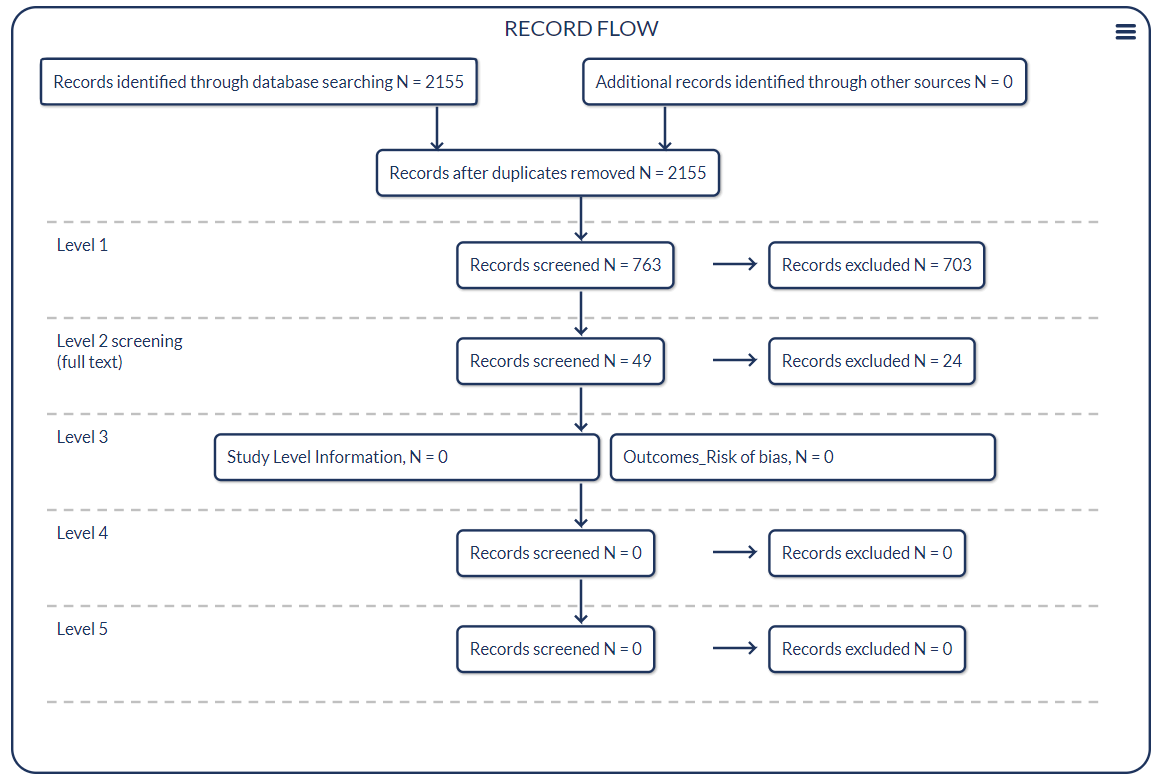 RECORD FLOW
Records identified through database searching N = 2155
Additional records identified through other sources N = 0
Records after duplicates removed N = 2155
Level 1
Records screened N = 763
Records excluded N = 703
Level 2 screening
(full text)
Records screened N = 49
Records excluded N = 24
Level 3
Study Level Information, N = 0
Outcomes_Risk of bias, N = 0
Level 4
Records screened N = 0
Records excluded N = 0
Level 5
Records screened N = 0
Records excluded N = 0